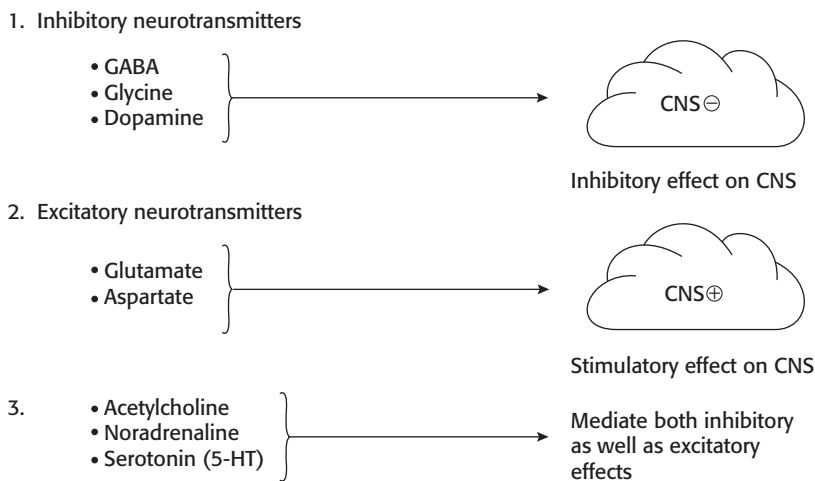 1. Inhibitory neurotransmitters
• GABA
• Glycine
• Dopamine
CNS⊖
Inhibitory effect on CNS
2. Excitatory neurotransmitters
• Glutamate
• Aspartate
CNS⊕
Stimulatory effect on CNS
3.
• Acetylcholine
• Noradrenaline
• Serotonin (5-HT)
Mediate both inhibitory
as well as excitatory
effects